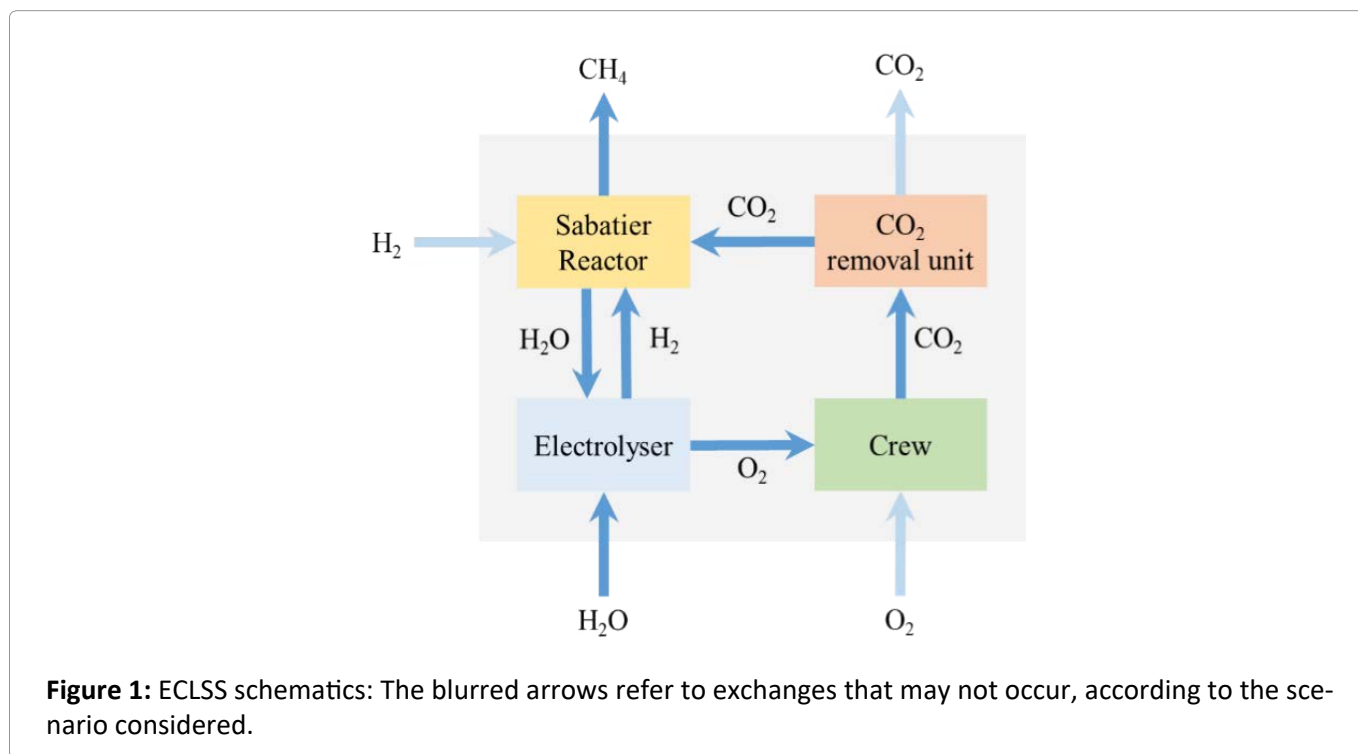 CH₄
CO₂
CO₂
Sabatier
Reactor
CO₂
removal unit
H₂
H₂O
H₂
CO₂
Electrolyser
O₂
Crew
H₂O
O₂
Figure 1: ECLSS schematics: The blurred arrows refer to exchanges that may not occur, according to the sce-
nario considered.